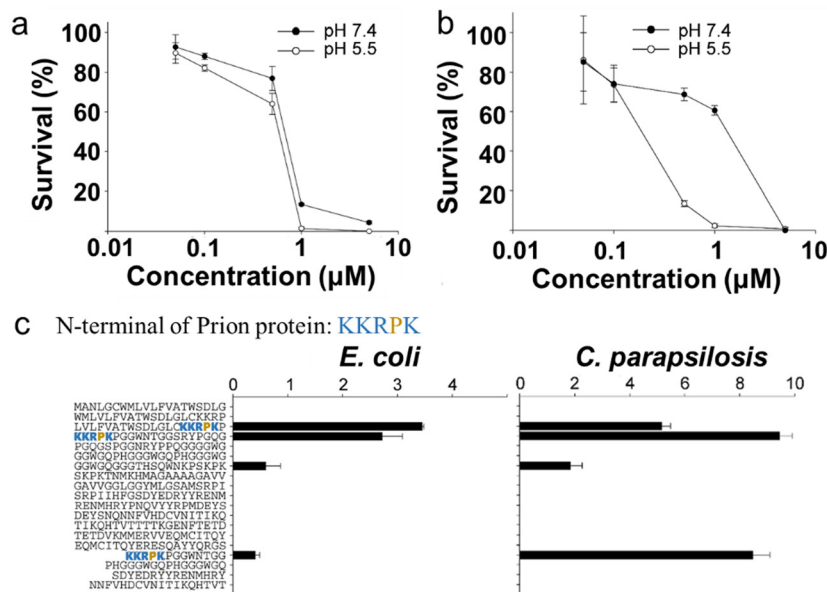 a
100
80
60
40
20
Survival (%)
pH 7.4
pH 5.5
0.01 0.1 1 10
Concentration (µM)
b
100
80
60
40
20
Survival (%)
pH 7.4
pH 5.5
0.01 0.1 1 10
Concentration (µM)
c N-terminal of Prion protein: KKRPK
E. coli C. parapsilosis
0 1 2 3 4 0 2 4 6 8 10
MANLGCWMLVLFVATWSDLG
WMLVLFVATWSDLGLCKKRP
LVLFVATWSDLGLCKKRPKP
KKRPKPGGWNTGGSRYPGQG
PGQGSPGGNRYPPQGGGGWG
GGWGQPHGGGWGQPHGGGWG
GGWGQGGGTHSQWNKPSKPK
SKPKTNMKHMAGAAAAGAVV
GAVVGGLGGYMLGSAMSRPI
SRPIIHFGSDYEDRYYRENM
RENMHRYPNQVYYRPMDEYS
DEYSNQNNFVHDCVNITIKQ
TIKQHTVTTTTKGENFTETD
TETDVKMMERVVEQMCITQY
EQMCITQYERESQAYYQRGS
KKRPKPGGWNTGG
PHGGGWGQPHGGGWGQ
SDYEDRYYRENMHRY
NNFVHDCVNITIKQHTVT